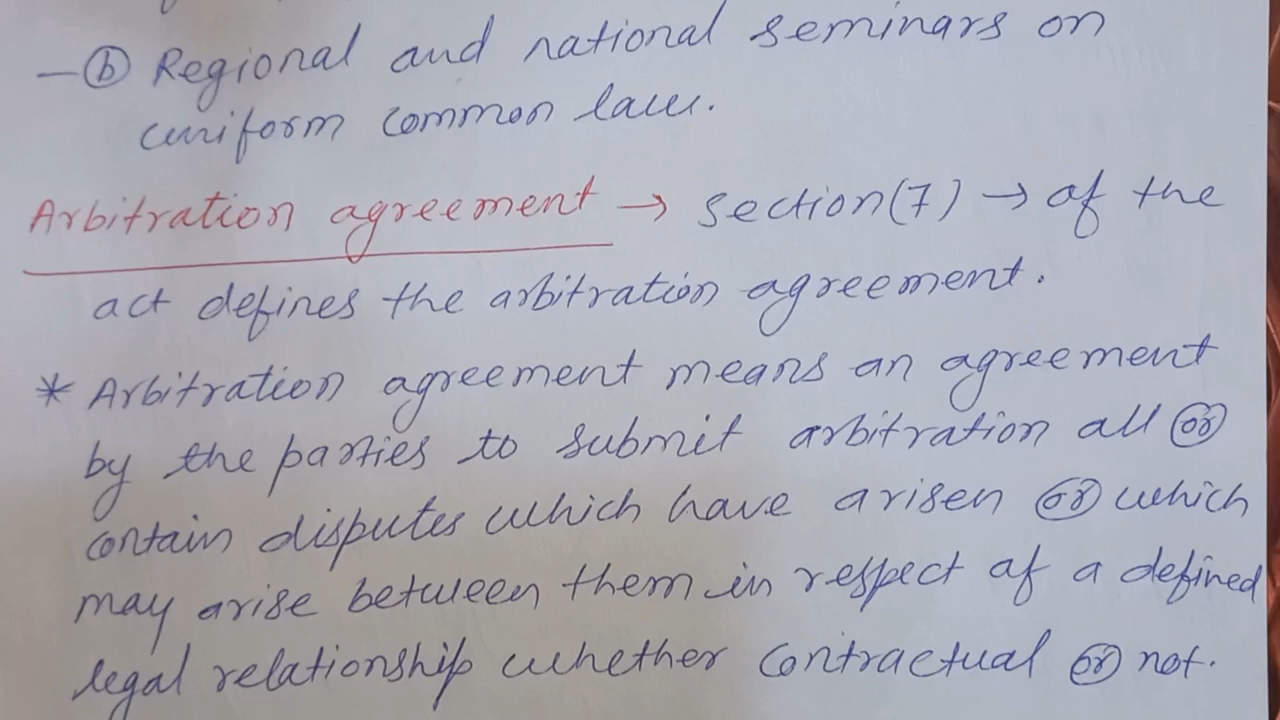 — ⓑ Regional and national seminars on
uniform common law.
Arbitration agreement → section(7) → of the
act defines the arbitration agreement.
* Arbitration agreement means an agreement
by the parties to submit arbitration all or
contain disputes which have arisen or which
may arise between them in respect of a defined
legal relationship whether contractual or not.